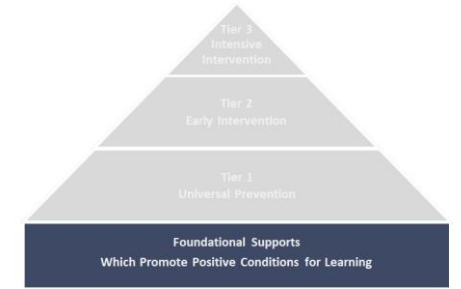 Tier 3
Intensive
Intervention
Tier 2
Early Intervention
Tier 1
Universal Prevention
Foundational Supports
Which Promote Positive Conditions for Learning